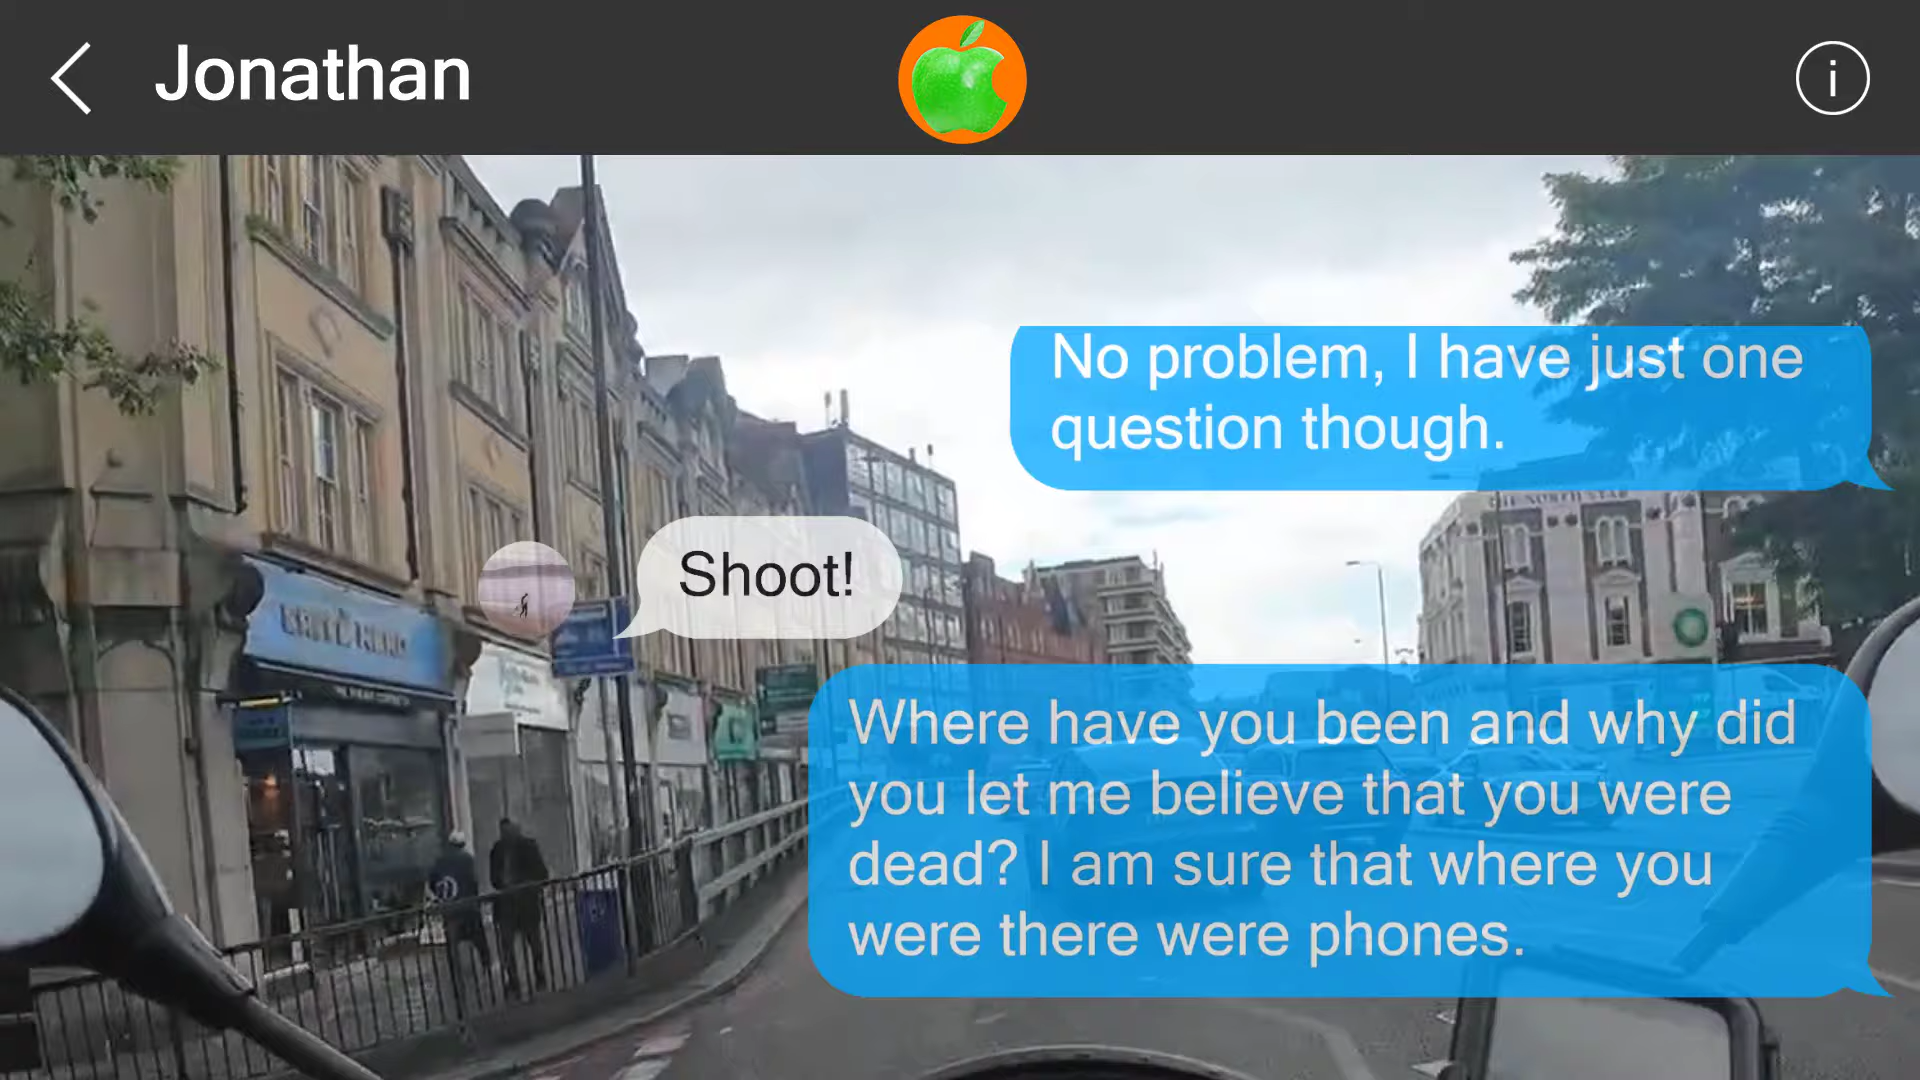 Jonathan
i
No problem, I have just one
question though.
Shoot!
Where have you been and why did
you let me believe that you were
dead? I am sure that where you
were there were phones.